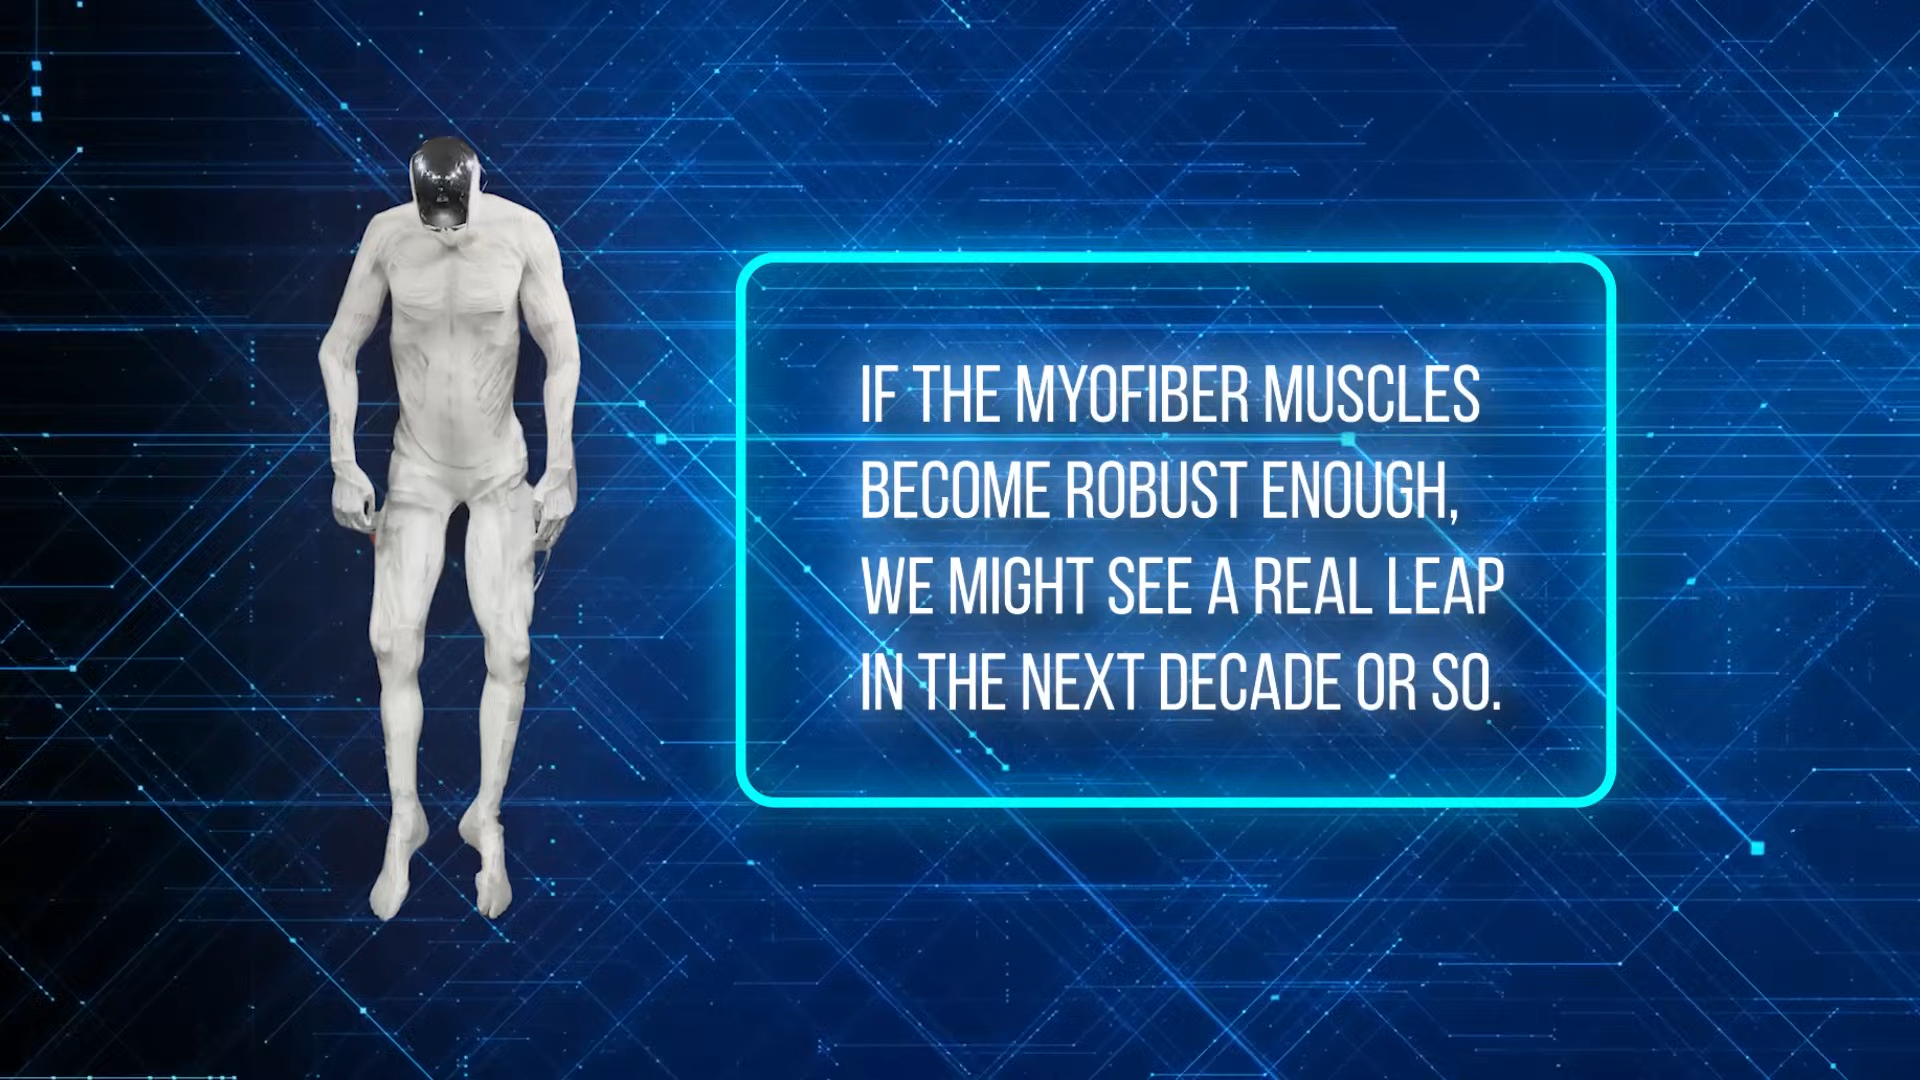 IF THE MYOFIBER MUSCLES
BECOME ROBUST ENOUGH,
WE MIGHT SEE A REAL LEAP
IN THE NEXT DECADE OR SO.